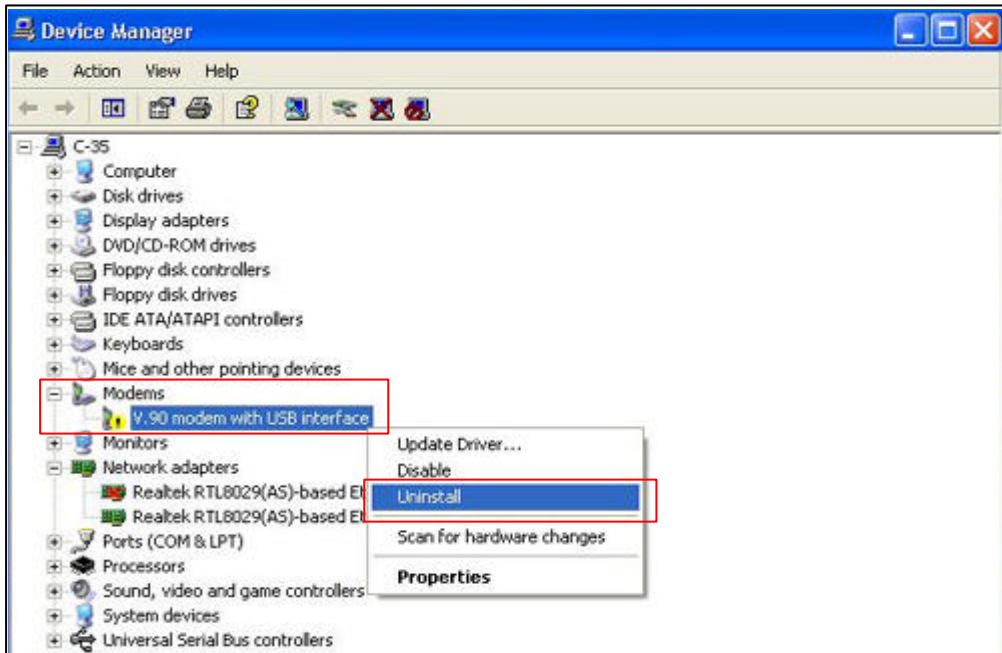 Device Manager
File Action View Help
C-35
Computer
Disk drives
Display adapters
DVD/CD-ROM drives
Floppy disk controllers
Floppy disk drives
IDE ATA/ATAPI controllers
Keyboards
Mice and other pointing devices
Modems
V.90 modem with USB interface
Monitors
Network adapters
Realtek RTL8029(AS)-based Et
Realtek RTL8029(AS)-based Et
Ports (COM & LPT)
Processors
Sound, video and game controllers
System devices
Universal Serial Bus controllers
Update Driver...
Disable
Uninstall
Scan for hardware changes
Properties